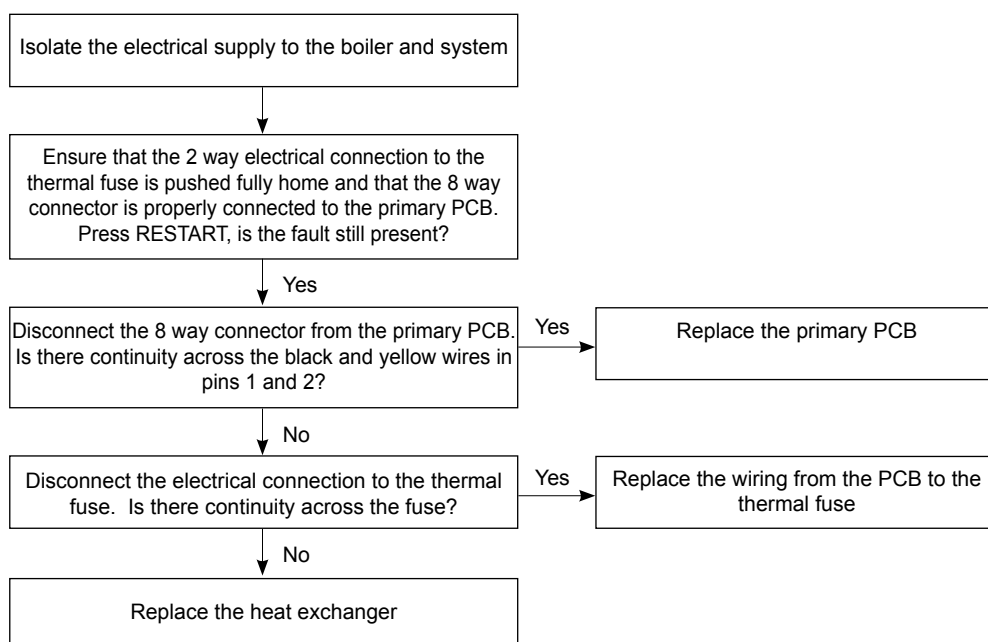 Isolate the electrical supply to the boiler and system
Ensure that the 2 way electrical connection to the
thermal fuse is pushed fully home and that the 8 way
connector is properly connected to the primary PCB.
Press RESTART, is the fault still present?
Yes
Disconnect the 8 way connector from the primary PCB.
Is there continuity across the black and yellow wires in
pins 1 and 2?
Yes
Replace the primary PCB
No
Disconnect the electrical connection to the thermal
fuse. Is there continuity across the fuse?
Yes
Replace the wiring from the PCB to the
thermal fuse
No
Replace the heat exchanger